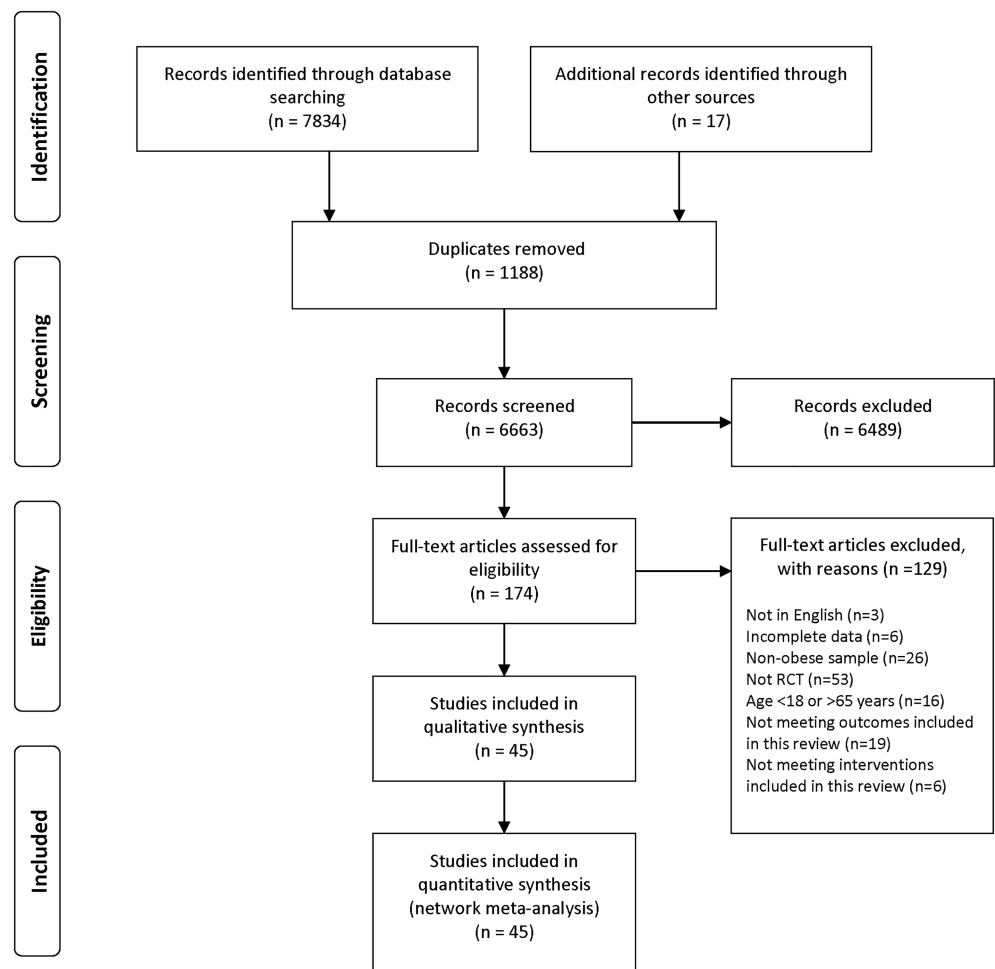 Identification
Records identified through database
searching
(n = 7834)
Additional records identified through
other sources
(n = 17)
Duplicates removed
(n = 1188)
Screening
Records screened
(n = 6663)
Records excluded
(n = 6489)
Eligibility
Full-text articles assessed for
eligibility
(n = 174)
Full-text articles excluded,
with reasons (n =129)
Not in English (n=3)
Incomplete data (n=6)
Non-obese sample (n=26)
Not RCT (n=53)
Age <18 or >65 years (n=16)
Not meeting outcomes included
in this review (n=19)
Not meeting interventions
included in this review (n=6)
Studies included in
qualitative synthesis
(n = 45)
Included
Studies included in
quantitative synthesis
(network meta-analysis)
(n = 45)